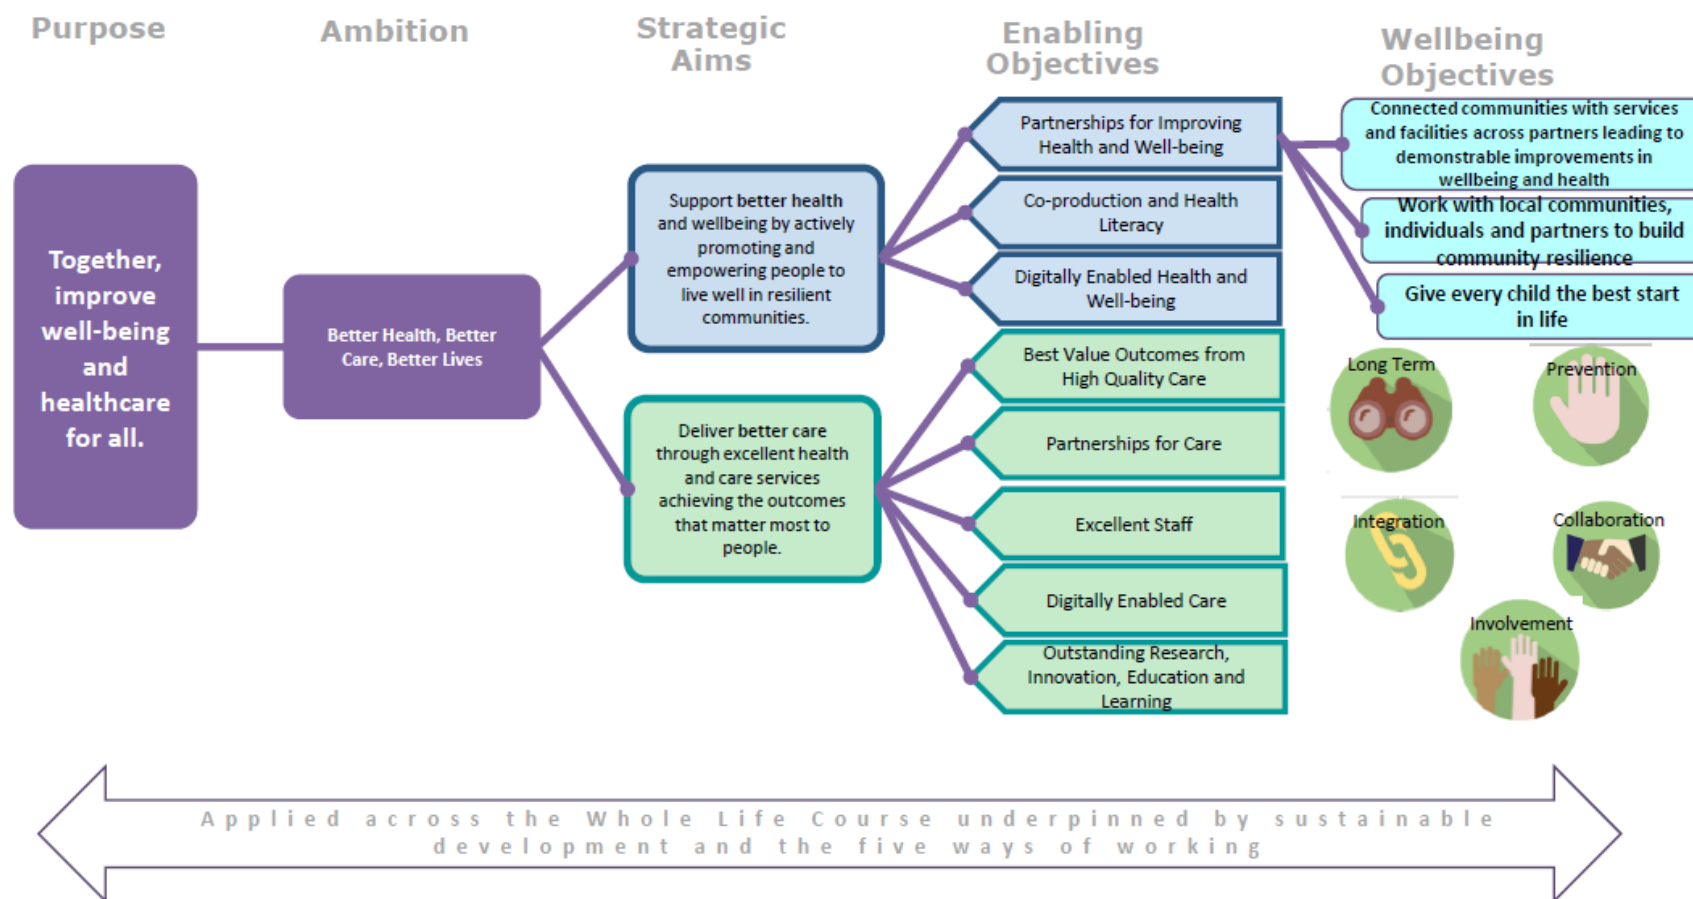 Purpose
Ambition
Strategic
Aims
Enabling
Objectives
Wellbeing
Objectives
Together,
improve
well-being
and
healthcare
for all.
Better Health, Better
Care, Better Lives
Support better health
and wellbeing by actively
promoting and
empowering people to
live well in resilient
communities.
Deliver better care
through excellent health
and care services
achieving the outcomes
that matter most to
people.
Partnerships for Improving
Health and Well-being
Co-production and Health
Literacy
Digitally Enabled Health and
Well-being
Best Value Outcomes from
High Quality Care
Partnerships for Care
Excellent Staff
Digitally Enabled Care
Outstanding Research,
Innovation, Education and
Learning
Connected communities with services
and facilities across partners leading to
demonstrable improvements in
wellbeing and health
Work with local communities,
individuals and partners to build
community resilience
Give every child the best start
in life
Long Term
Prevention
Integration
Collaboration
Involvement
Applied across the Whole Life Course underpinned by sustainable
development and the five ways of working